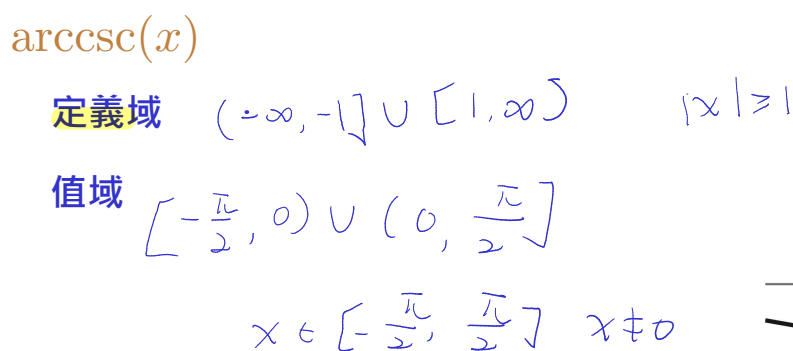 arccsc(x)
定義域 (-∞, -1] ∪ [1, ∞) |x| ≥ 1
值域 [-π/2, 0) ∪ (0, π/2]
x ∈ [-π/2, π/2] x ≠ 0